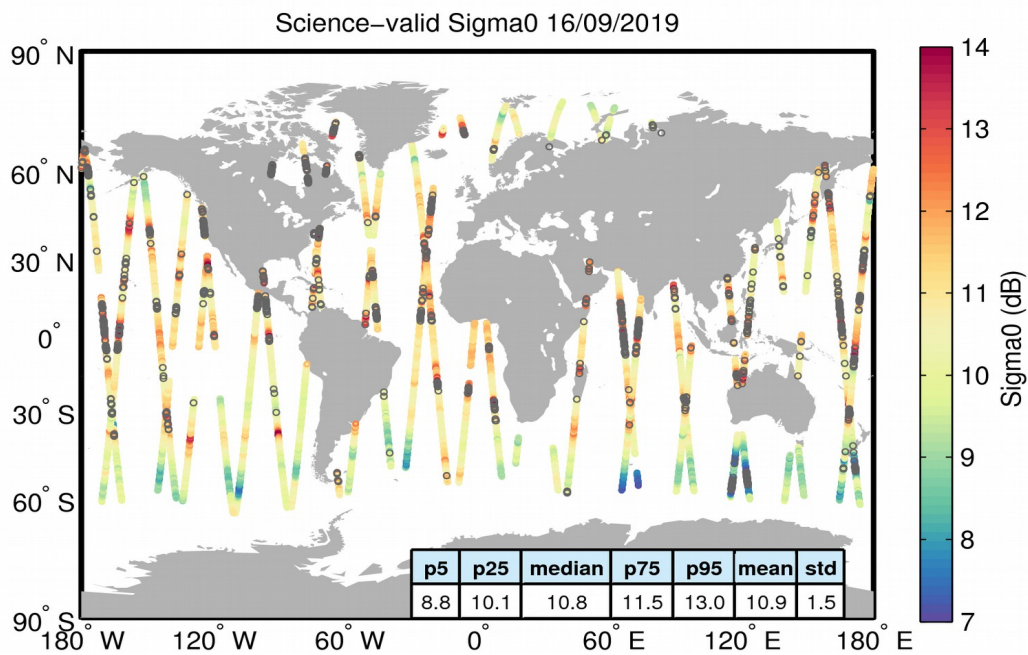 Science−valid Sigma0 16/09/2019
90° N
60° N
30° N
0°
30° S
60° S
90° S
180° W
120° W
60° W
0°
60° E
120° E
180° E
p5 p25 median p75 p95 mean std
8.8 10.1 10.8 11.5 13.0 10.9 1.5
14
13
12
11
10
9
8
7
Sigma0 (dB)